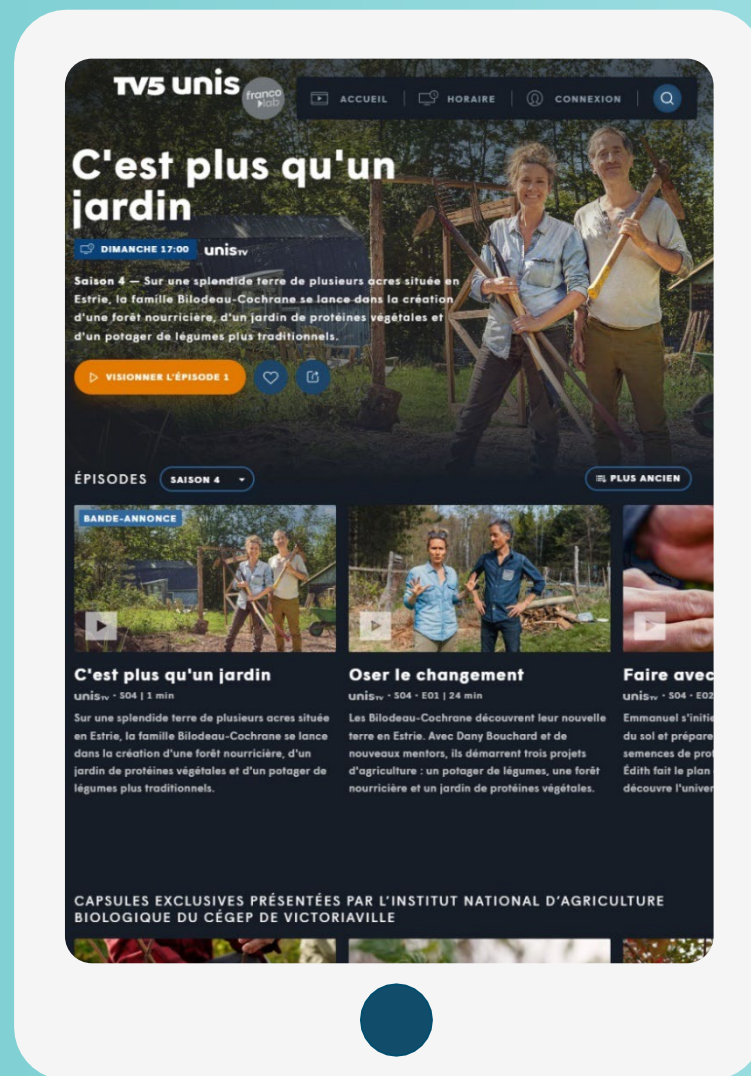 TV5 unis
franco
lab
ACCUEIL
HORAIRE
CONNEXION
C'est plus qu'un
jardin
DIMANCHE 17:00 unis TV
Saison 4 — Sur une splendide terre de plusieurs acres située en
Estrie, la famille Bilodeau-Cochrane se lance dans la création
d'une forêt nourricière, d'un jardin de protéines végétales et
d'un potager de légumes plus traditionnels.
VISIONNER L'ÉPISODE 1
ÉPISODES
SAISON 4
PLUS ANCIEN
BANDE-ANNONCE
C'est plus qu'un jardin
unis TV • S04 | 1 min
Sur une splendide terre de plusieurs acres située
en Estrie, la famille Bilodeau-Cochrane se lance
dans la création d'une forêt nourricière, d'un
jardin de protéines végétales et d'un potager de
légumes plus traditionnels.
Oser le changement
unis TV • S04 • E01 | 24 min
Les Bilodeau-Cochrane découvrent leur nouvelle
terre en Estrie. Avec Dany Bouchard et de
nouveaux mentors, ils démarrent trois projets
d'agriculture : un potager de légumes, une forêt
nourricière et un jardin de protéines végétales.
Faire avec
unis TV • S04 • E02
Emmanuel s'initie
du sol et prépare
semences de prot
Édith fait le plan
découvre l'univer
CAPSULES EXCLUSIVES PRÉSENTÉES PAR L'INSTITUT NATIONAL D'AGRICULTURE
BIOLOGIQUE DU CÉGEP DE VICTORIAVILLE